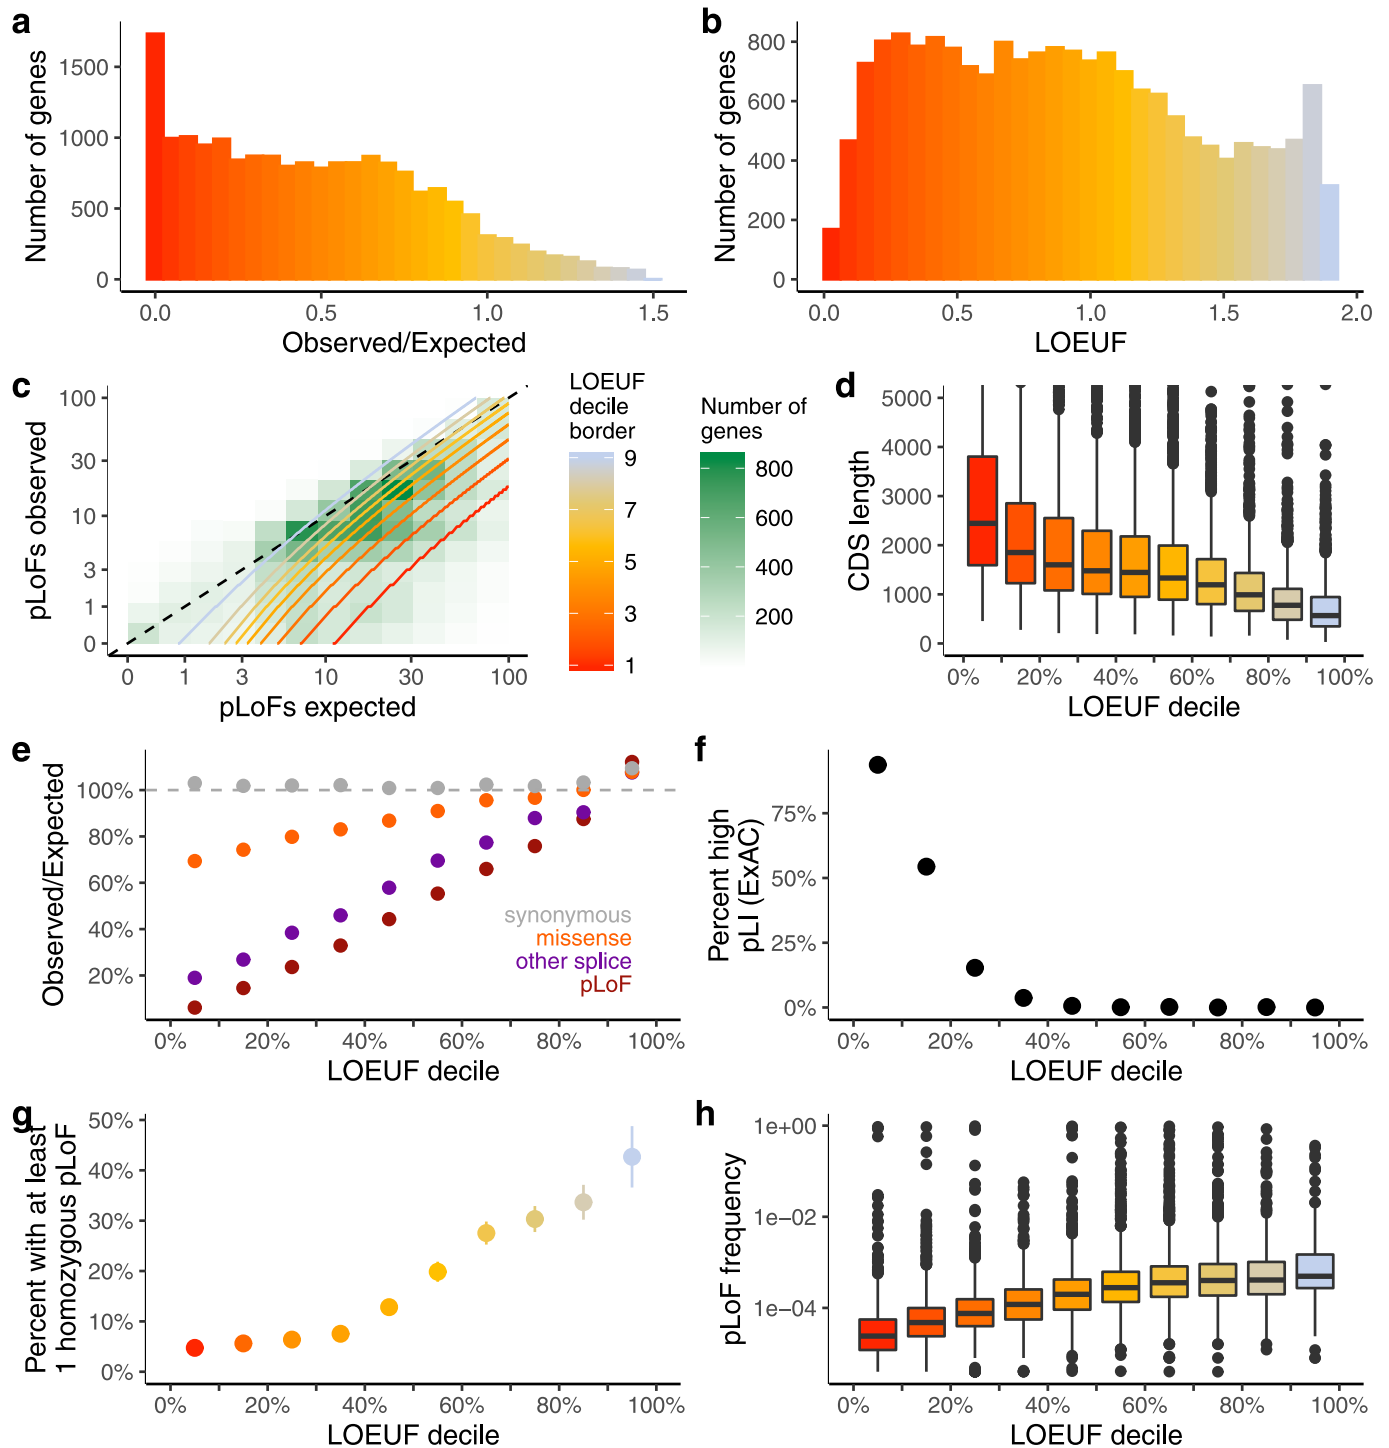 a
Number of genes
1500
1000
500
0
0.0 0.5 1.0 1.5
Observed/Expected
b
Number of genes
800
600
400
200
0
0.0 0.5 1.0 1.5 2.0
LOEUF
c
pLoFs observed
100
30
10
3
1
0
0 1 3 10 30 100
pLoFs expected
LOEUF
decile
border
9
7
5
3
1
Number of
genes
800
600
400
200
d
CDS length
5000
4000
3000
2000
1000
0
0% 20% 40% 60% 80% 100%
LOEUF decile
e
Observed/Expected
100%
80%
60%
40%
20%
synonymous
missense
other splice
pLoF
0% 20% 40% 60% 80% 100%
LOEUF decile
f
Percent high
pLI (ExAC)
75%
50%
25%
0%
0% 20% 40% 60% 80% 100%
LOEUF decile
g
Percent with at least
1 homozygous pLoF
50%
40%
30%
20%
10%
0%
0% 20% 40% 60% 80% 100%
LOEUF decile
h
pLoF frequency
1e+00
1e−02
1e−04
0% 20% 40% 60% 80% 100%
LOEUF decile